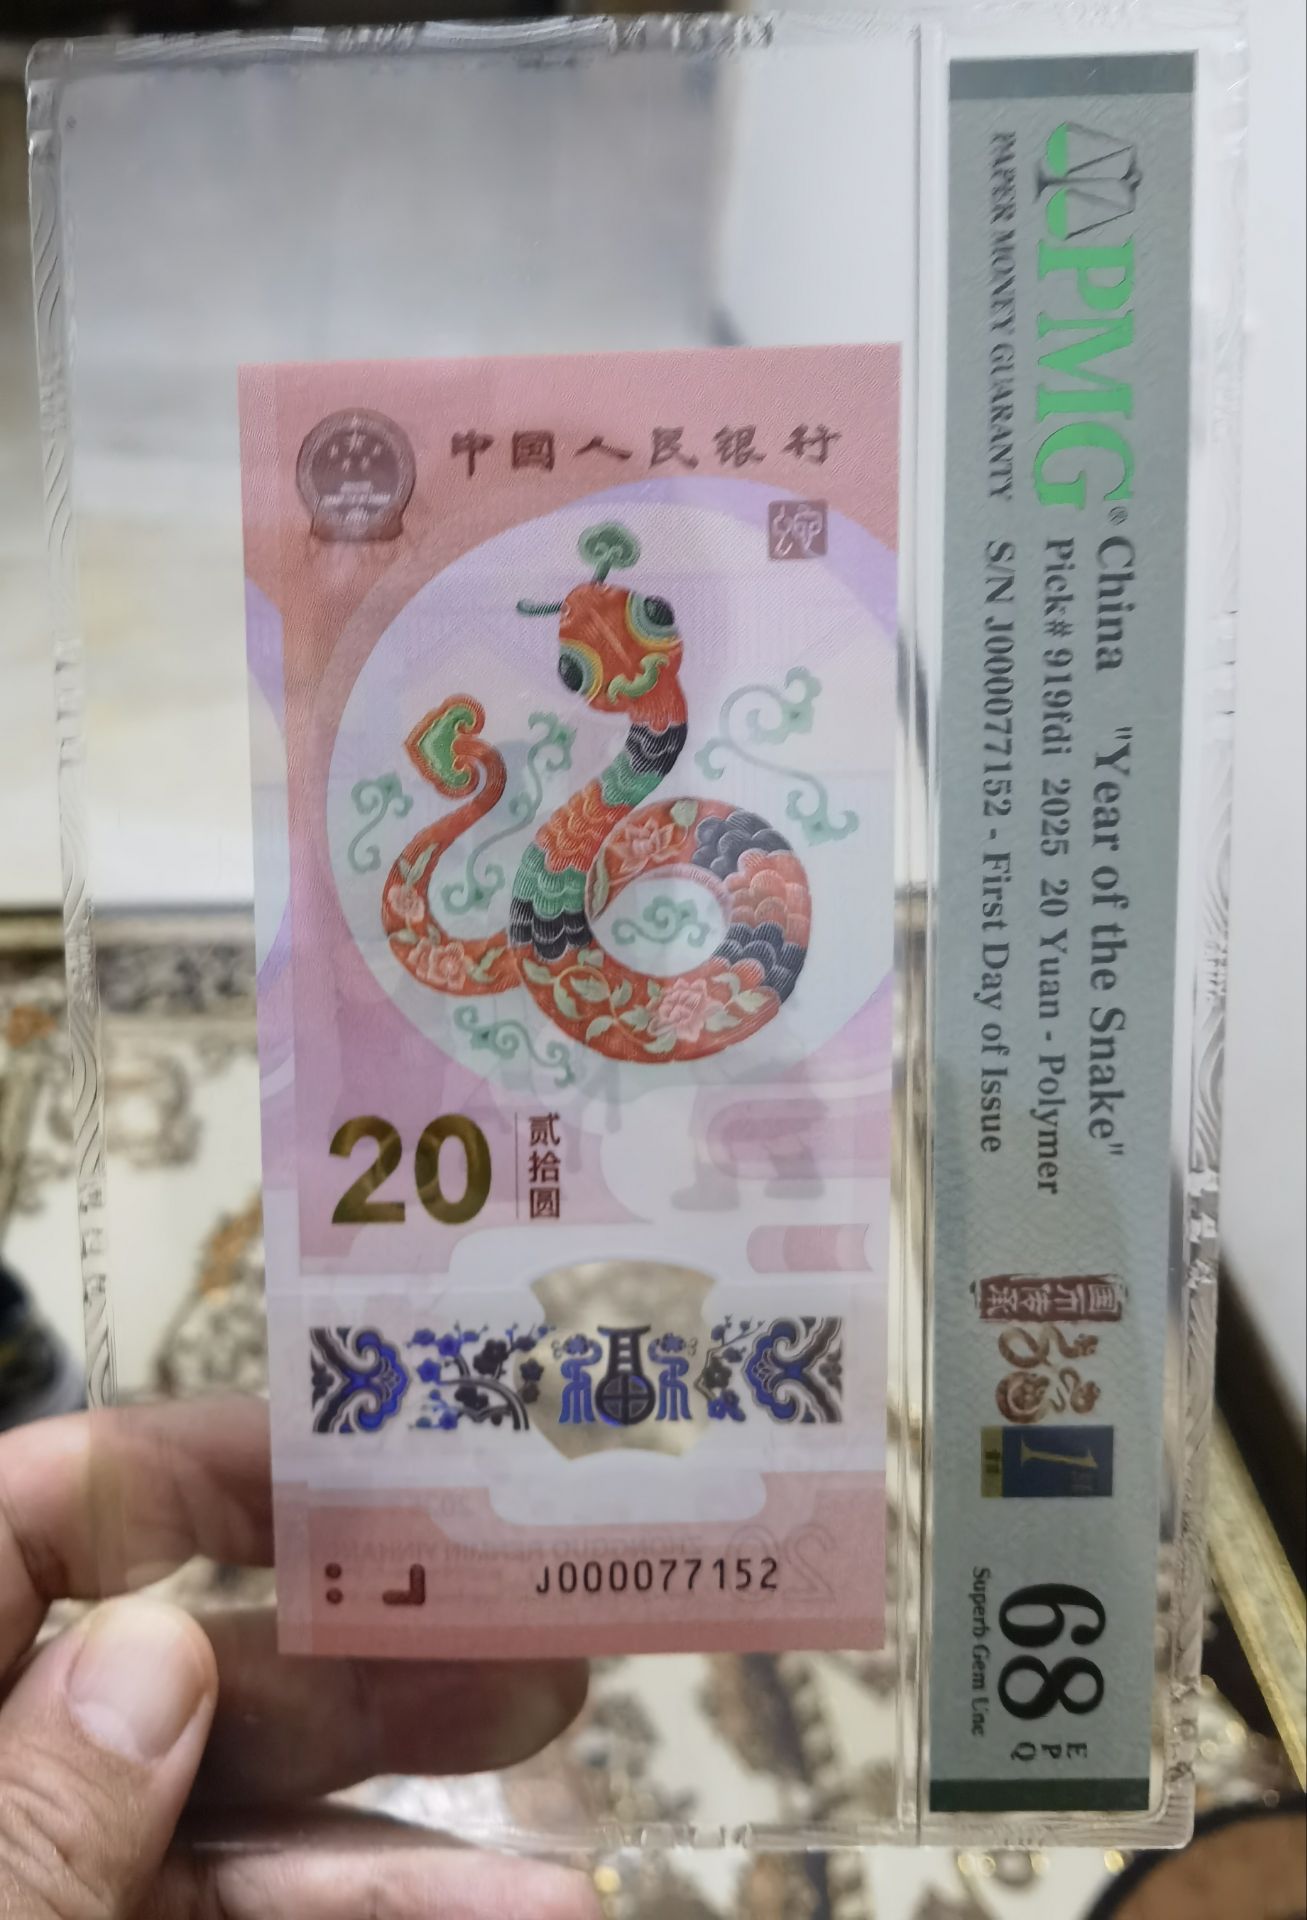 中国人民银行
20
贰拾圆
J000077152
PMG®
PAPER MONEY GUARANTY
China "Year of the Snake"
Pick# 919fdi 2025 20 Yuan - Polymer
S/N J000077152 - First Day of Issue
68
EPQ
Superb Gem Unc